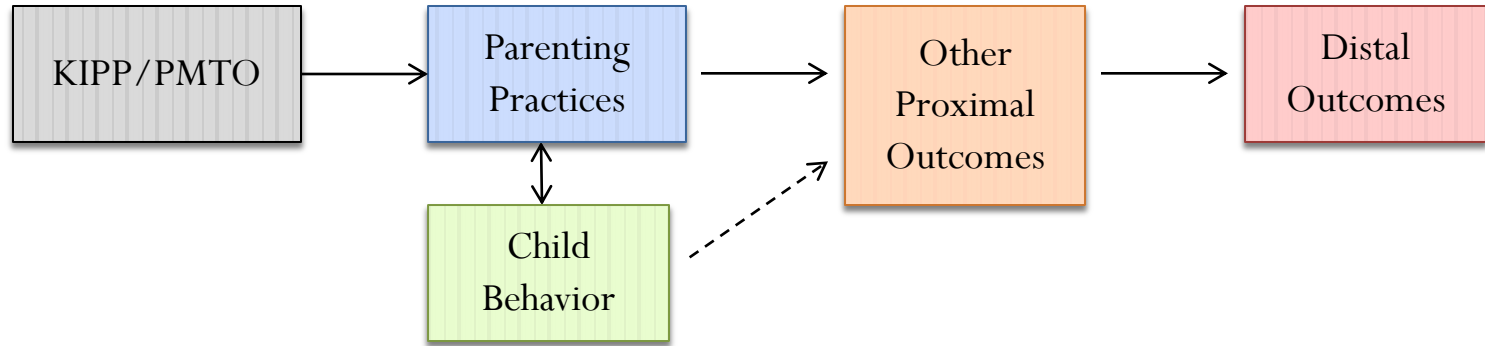 KIPP/PMTO
Parenting
Practices
Other
Proximal
Outcomes
Distal
Outcomes
Child
Behavior